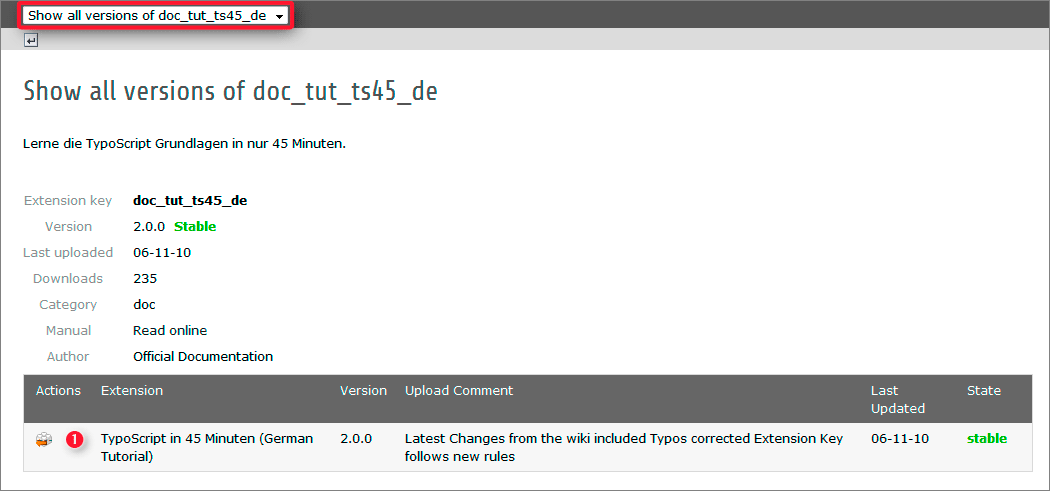 Show all versions of doc_tut_ts45_de
Show all versions of doc_tut_ts45_de
Lerne die TypoScript Grundlagen in nur 45 Minuten.
Extension key doc_tut_ts45_de
Version 2.0.0 Stable
Last uploaded 06-11-10
Downloads 235
Category doc
Manual Read online
Author Official Documentation
Actions Extension Version Upload Comment Last
Updated State
1 TypoScript in 45 Minuten (German 2.0.0 Latest Changes from the wiki included Typos corrected Extension Key 06-11-10 stable
Tutorial) follows new rules